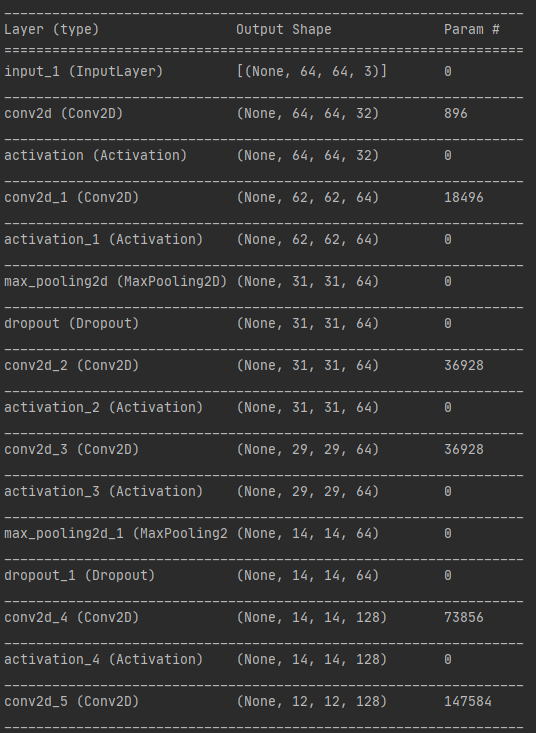 _________________________________________________________________
Layer (type)                 Output Shape              Param #
=================================================================
input_1 (InputLayer)         [(None, 64, 64, 3)]       0
_________________________________________________________________
conv2d (Conv2D)              (None, 64, 64, 32)        896
_________________________________________________________________
activation (Activation)      (None, 64, 64, 32)        0
_________________________________________________________________
conv2d_1 (Conv2D)            (None, 62, 62, 64)        18496
_________________________________________________________________
activation_1 (Activation)    (None, 62, 62, 64)        0
_________________________________________________________________
max_pooling2d (MaxPooling2D) (None, 31, 31, 64)        0
_________________________________________________________________
dropout (Dropout)            (None, 31, 31, 64)        0
_________________________________________________________________
conv2d_2 (Conv2D)            (None, 31, 31, 64)        36928
_________________________________________________________________
activation_2 (Activation)    (None, 31, 31, 64)        0
_________________________________________________________________
conv2d_3 (Conv2D)            (None, 29, 29, 64)        36928
_________________________________________________________________
activation_3 (Activation)    (None, 29, 29, 64)        0
_________________________________________________________________
max_pooling2d_1 (MaxPooling2 (None, 14, 14, 64)        0
_________________________________________________________________
dropout_1 (Dropout)          (None, 14, 14, 64)        0
_________________________________________________________________
conv2d_4 (Conv2D)            (None, 14, 14, 128)       73856
_________________________________________________________________
activation_4 (Activation)    (None, 14, 14, 128)       0
_________________________________________________________________
conv2d_5 (Conv2D)            (None, 12, 12, 128)       147584
_________________________________________________________________